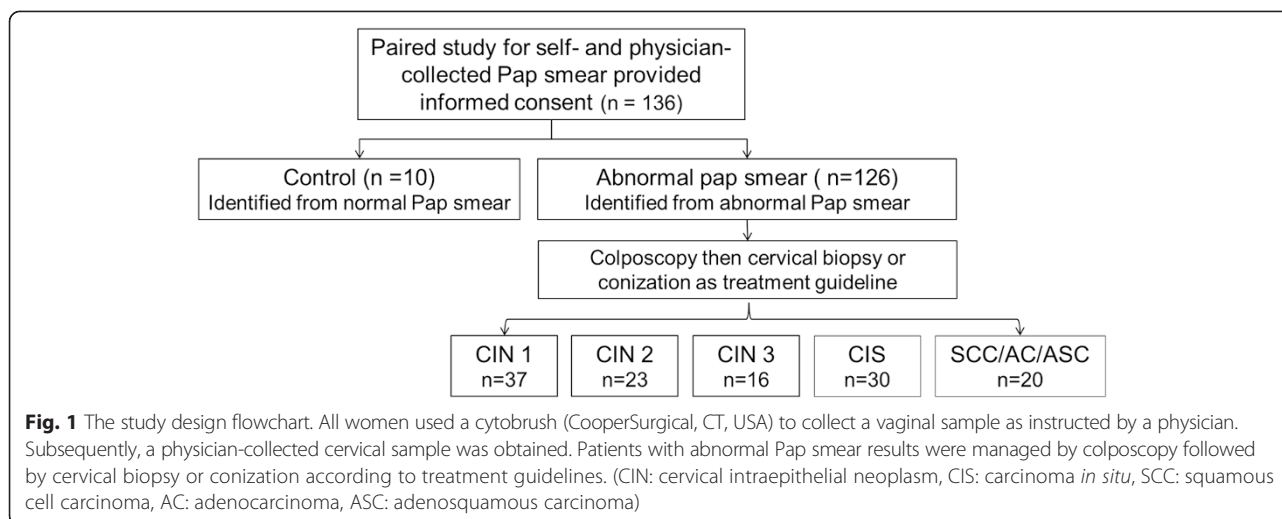 Paired study for self- and physician-
collected Pap smear provided
informed consent (n = 136)
Control (n =10)
Identified from normal Pap smear
Abnormal pap smear ( n=126)
Identified from abnormal Pap smear
Colposcopy then cervical biopsy or
conization as treatment guideline
CIN 1
n=37
CIN 2
n=23
CIN 3
n=16
CIS
n=30
SCC/AC/ASC
n=20
Fig. 1 The study design flowchart. All women used a cytobrush (CooperSurgical, CT, USA) to collect a vaginal sample as instructed by a physician.
Subsequently, a physician-collected cervical sample was obtained. Patients with abnormal Pap smear results were managed by colposcopy followed
by cervical biopsy or conization according to treatment guidelines. (CIN: cervical intraepithelial neoplasm, CIS: carcinoma in situ, SCC: squamous
cell carcinoma, AC: adenocarcinoma, ASC: adenosquamous carcinoma)